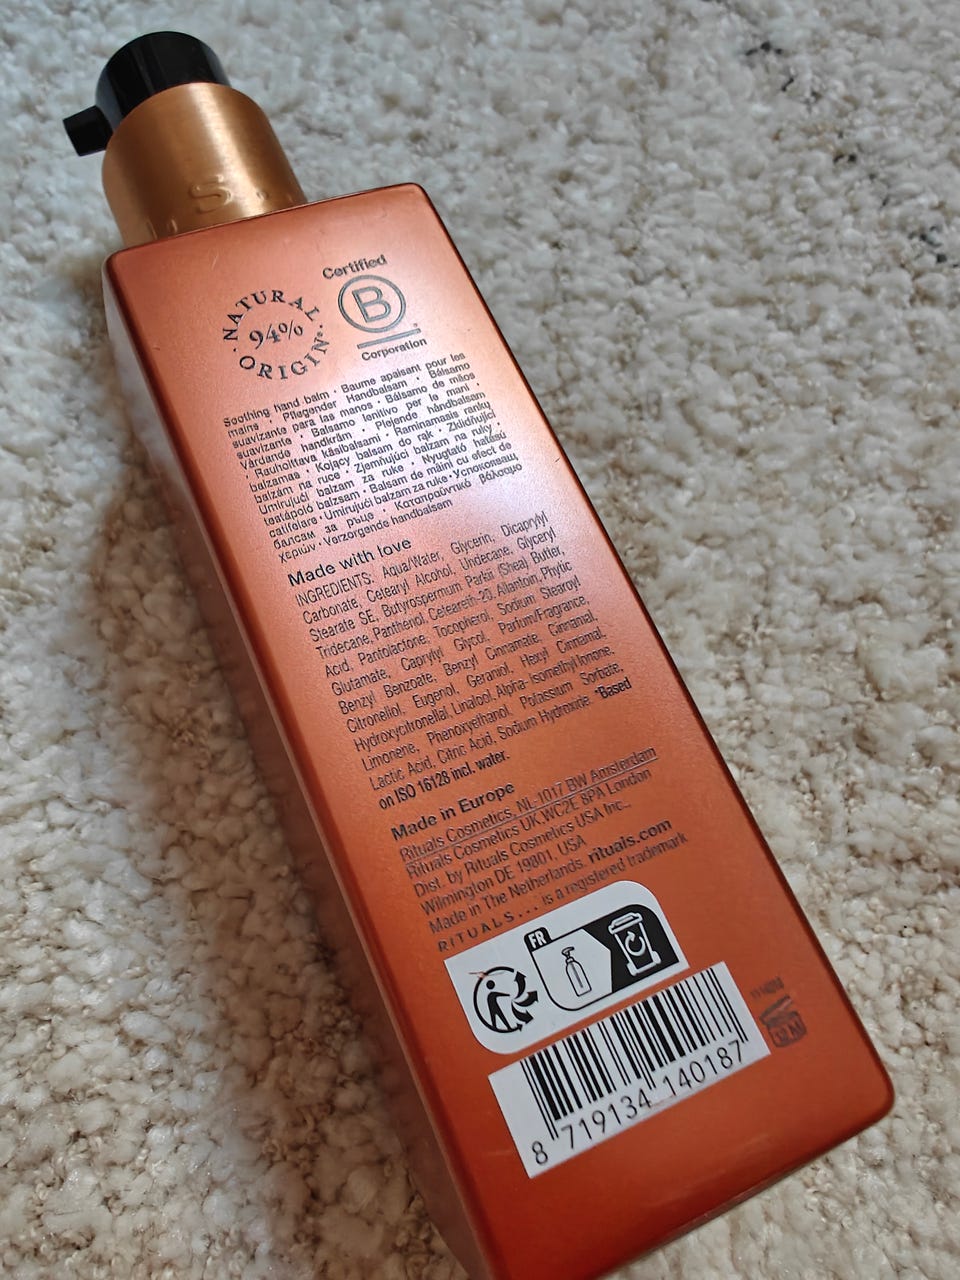 S
NATURAL
94%
ORIGIN*
Certified
B
Corporation
Soothing hand balm · Baume apaisant pour les
mains · Pflegender Handbalsam · Bálsamo
suavizante para las manos · Bálsamo de mãos
suavizante · Balsamo lenitivo per le mani ·
Vårdande handkräm · Plejende håndbalsam
· Rauhoittava käsibalsami · Raminamasis rankų
balzamas · Kojący balsam do rąk · Zklidňující
balzám na ruce · Zjemňujúci balzam na ruky ·
Umirujući balzam za ruke · Nyugtató hatású
testápoló balzsam · Balsam de mâini cu efect de
catifelare · Umirujući balzam za ruke · Успокояващ
балсам за ръце · Καταπραϋντικό βάλσαμο
χεριών · Verzorgende handbalsem
Made with love
INGREDIENTS: Aqua/Water, Glycerin, Dicaprylyl
Carbonate, Cetearyl Alcohol, Undecane, Glyceryl
Stearate SE, Butyrospermum Parkii (Shea) Butter,
Tridecane, Panthenol, Ceteareth-20, Allantoin, Phytic
Acid, Pantolactone, Tocopherol, Sodium Stearoyl
Glutamate, Caprylyl Glycol, Parfum/Fragrance,
Benzyl Benzoate, Benzyl Cinnamate, Cinnamal,
Citronellol, Eugenol, Geraniol, Hexyl Cinnamal,
Hydroxycitronellal, Linalool, Alpha-Isomethyl Ionone,
Limonene, Phenoxyethanol, Potassium Sorbate,
Lactic Acid, Citric Acid, Sodium Hydroxide. *Based
on ISO 16128 incl. water.
Made in Europe
Rituals Cosmetics, NL-1017 BW Amsterdam
Rituals Cosmetics UK, WC2E 8PA London
Dist. by Rituals Cosmetics USA Inc.,
Wilmington DE 19801, USA
Made in The Netherlands. rituals.com
RITUALS... is a registered trademark
FR
12 M
8 719134 140187